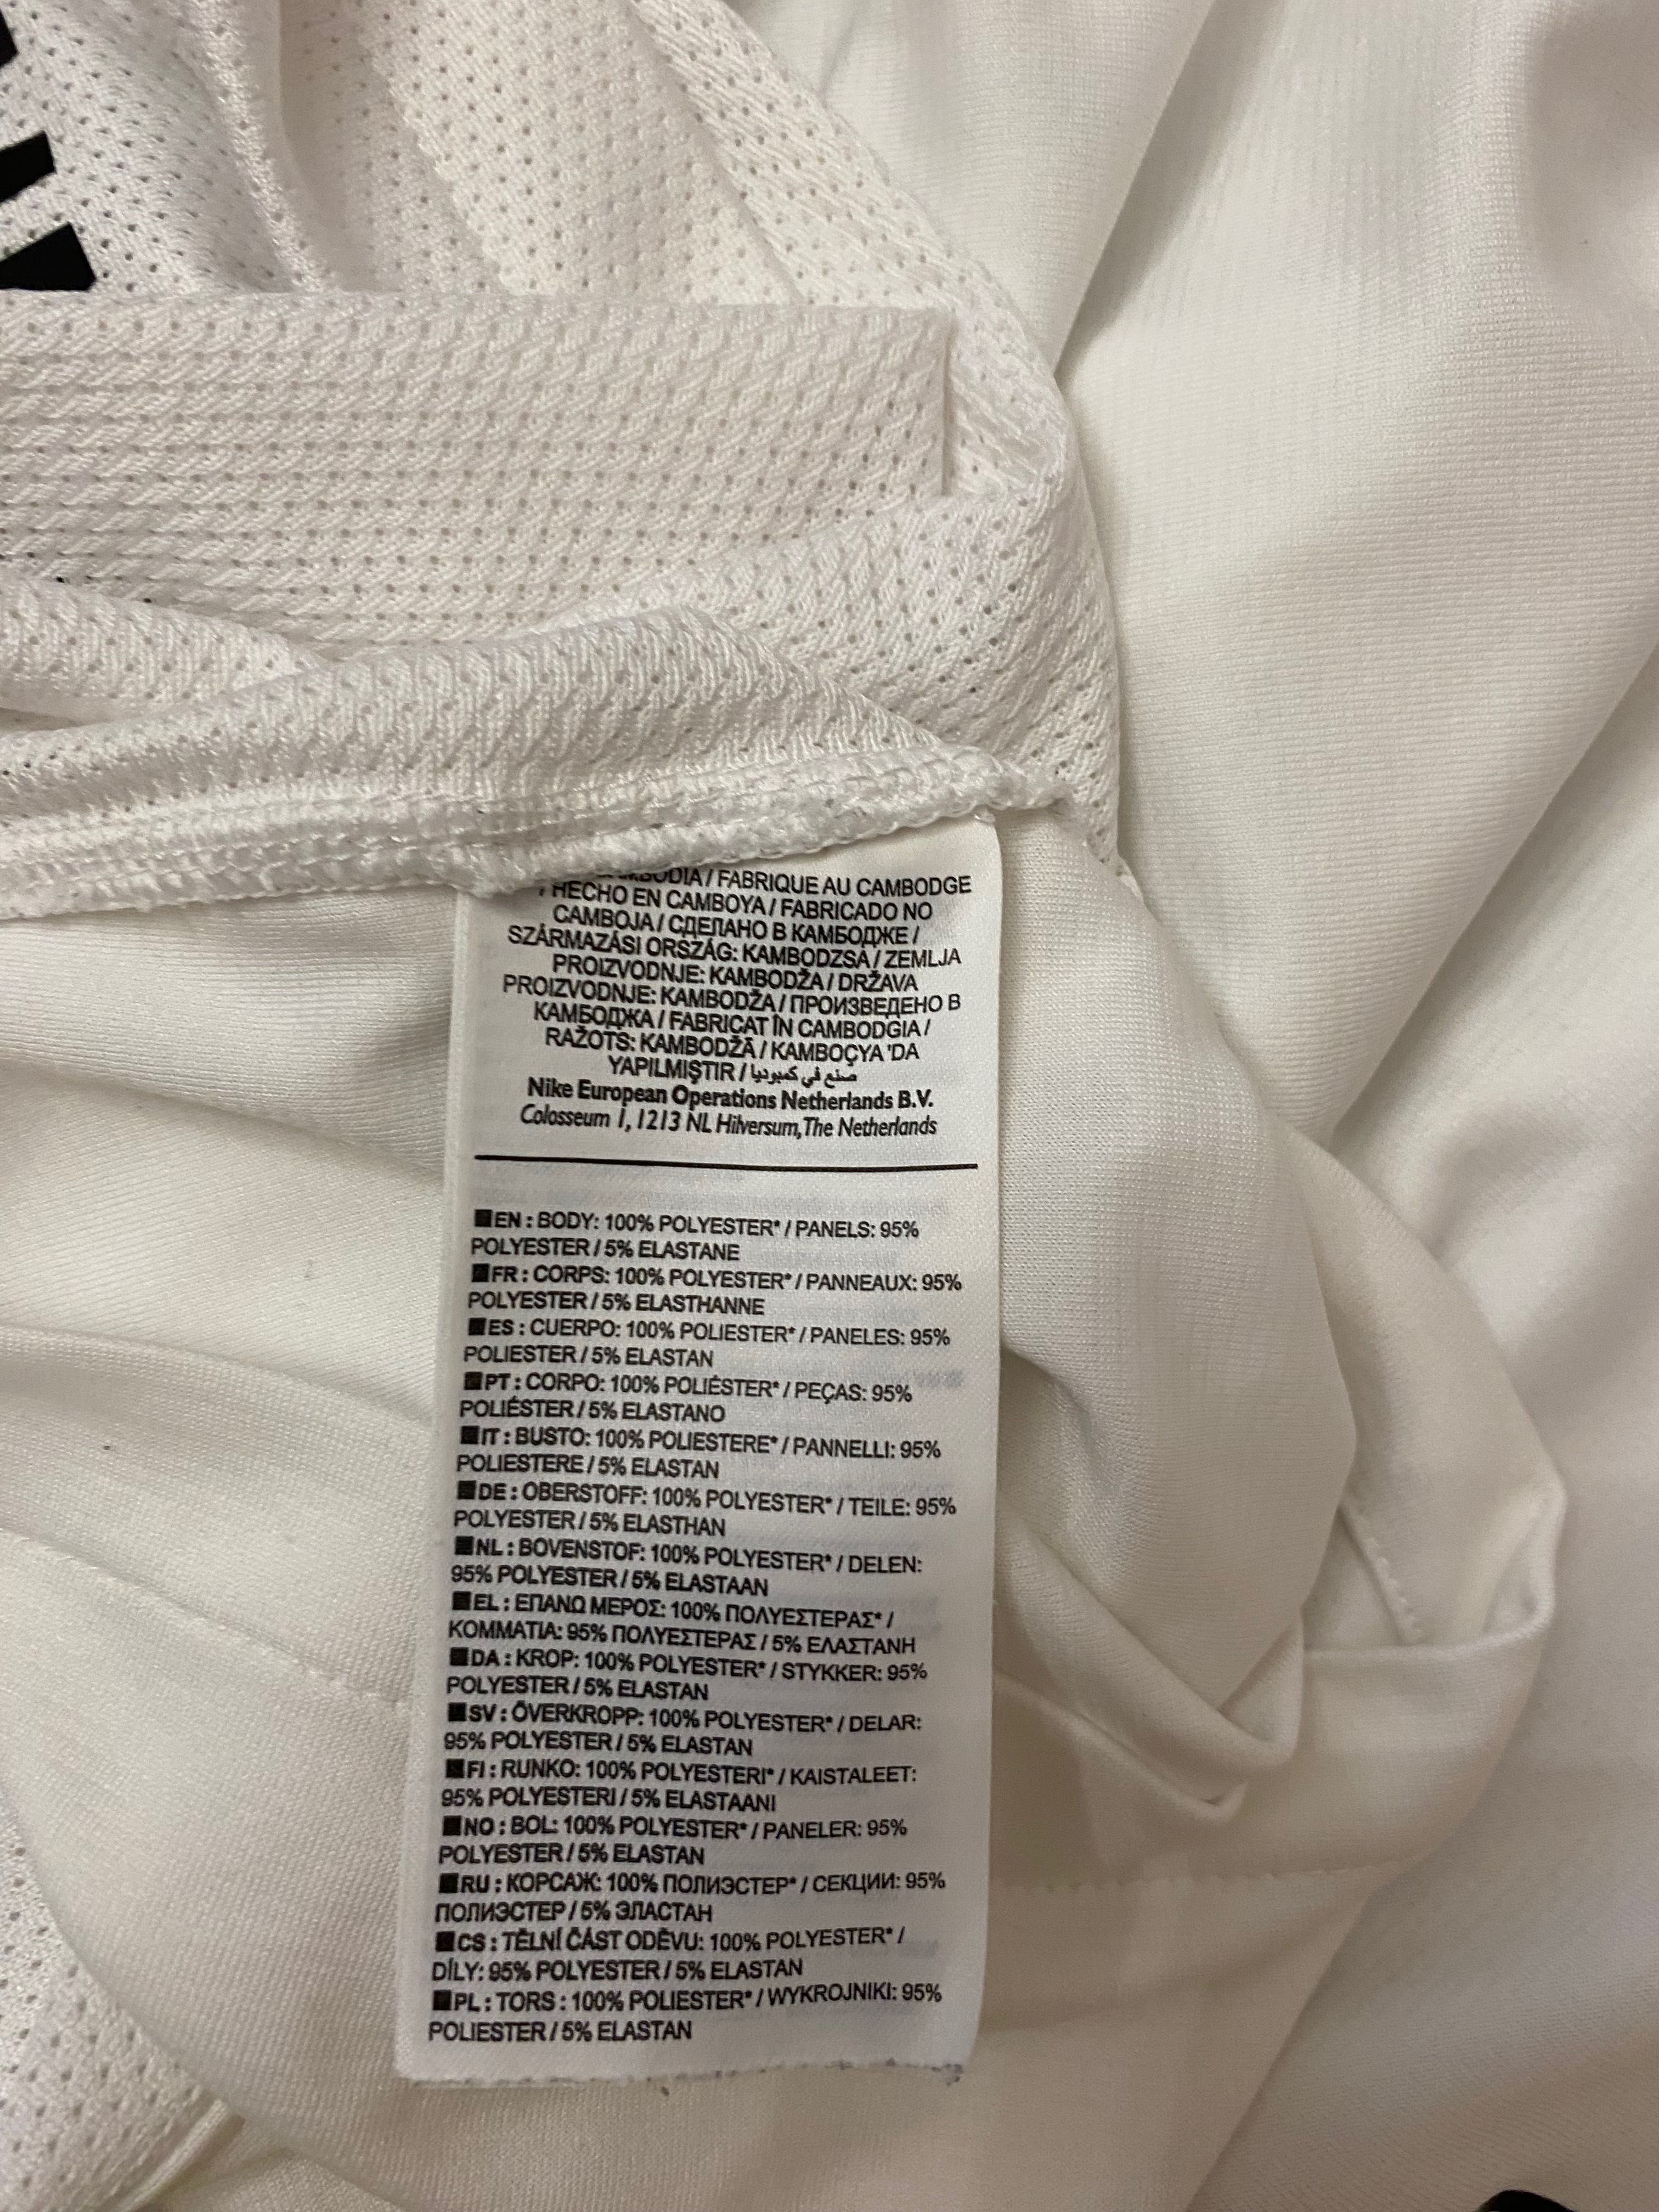 / FABRIQUE AU CAMBODGE
/ HECHO EN CAMBOYA / FABRICADO NO
CAMBOJA / СДЕЛАНО В КАМБОДЖЕ /
SZÁRMAZÁSI ORSZÁG: KAMBODZSA / ZEMLJA
PROIZVODNJE: KAMBODŽA / DRŽAVA
PROIZVODNJE: KAMBODŽA / ПРОИЗВЕДЕНО В
КАМБОДЖА / FABRICAT ÎN CAMBODGIA /
RAŽOTS: KAMBODŽĀ / KAMBOÇYA 'DA
YAPILMIŞTIR / صنع في كمبوديا
Nike European Operations Netherlands B.V.
Colosseum 1, 1213 NL Hilversum, The Netherlands
EN : BODY: 100% POLYESTER* / PANELS: 95%
POLYESTER / 5% ELASTANE
FR : CORPS: 100% POLYESTER* / PANNEAUX: 95%
POLYESTER / 5% ELASTHANNE
ES : CUERPO: 100% POLIESTER* / PANELES: 95%
POLIESTER / 5% ELASTAN
PT : CORPO: 100% POLIÉSTER* / PEÇAS: 95%
POLIÉSTER / 5% ELASTANO
IT : BUSTO: 100% POLIESTERE* / PANNELLI: 95%
POLIESTERE / 5% ELASTAN
DE : OBERSTOFF: 100% POLYESTER* / TEILE: 95%
POLYESTER / 5% ELASTHAN
NL : BOVENSTOF: 100% POLYESTER* / DELEN:
95% POLYESTER / 5% ELASTAAN
EL : ΕΠΑΝΩ ΜΕΡΟΣ: 100% ΠΟΛΥΕΣΤΕΡΑΣ* /
ΚΟΜΜΑΤΙΑ: 95% ΠΟΛΥΕΣΤΕΡΑΣ / 5% ΕΛΑΣΤΑΝΗ
DA : KROP: 100% POLYESTER* / STYKKER: 95%
POLYESTER / 5% ELASTAN
SV : ÖVERKROPP: 100% POLYESTER* / DELAR:
95% POLYESTER / 5% ELASTAN
FI : RUNKO: 100% POLYESTERI* / KAISTALEET:
95% POLYESTERI / 5% ELASTAANI
NO : BOL: 100% POLYESTER* / PANELER: 95%
POLYESTER / 5% ELASTAN
RU : КОРСАЖ: 100% ПОЛИЭСТЕР* / СЕКЦИИ: 95%
ПОЛИЭСТЕР / 5% ЭЛАСТАН
CS : TĚLNÍ ČÁST ODĚVU: 100% POLYESTER* /
DÍLY: 95% POLYESTER / 5% ELASTAN
PL : TORS : 100% POLIESTER* / WYKROJNIKI: 95%
POLIESTER / 5% ELASTAN